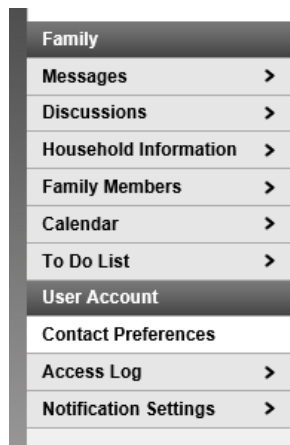 Family
Messages
Discussions
Household Information
Family Members
Calendar
To Do List
User Account
Contact Preferences
Access Log
Notification Settings